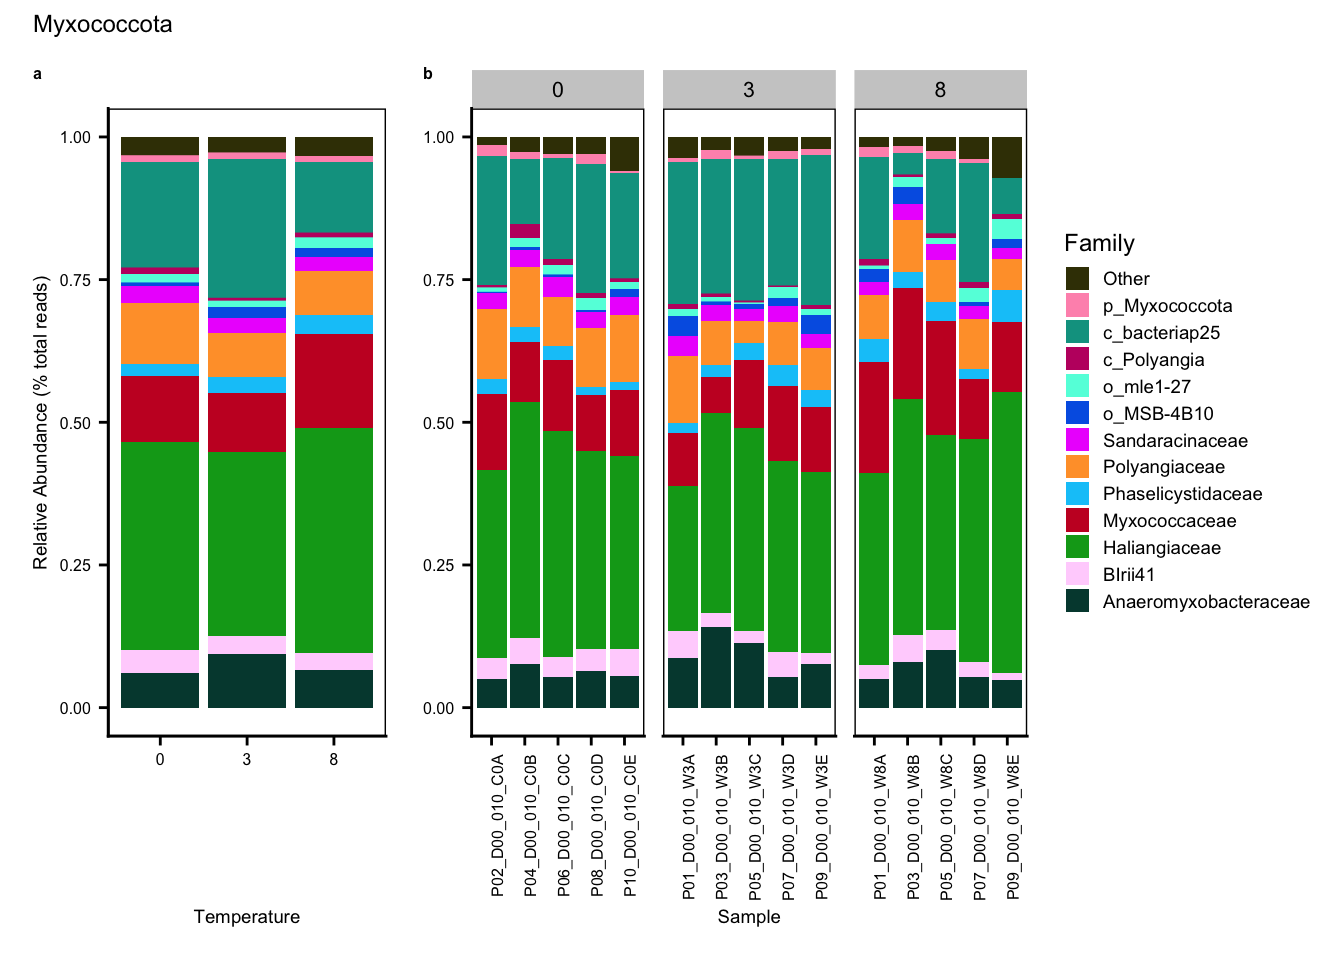 Myxococcota
a
b
0
3
8
Relative Abundance (% total reads)
1.00
0.75
0.50
0.25
0.00
0
3
8
Temperature
1.00
0.75
0.50
0.25
0.00
P02_D00_010_C0A
P04_D00_010_C0B
P06_D00_010_C0C
P08_D00_010_C0D
P10_D00_010_C0E
P01_D00_010_W3A
P03_D00_010_W3B
P05_D00_010_W3C
P07_D00_010_W3D
P09_D00_010_W3E
P01_D00_010_W8A
P03_D00_010_W8B
P05_D00_010_W8C
P07_D00_010_W8D
P09_D00_010_W8E
Sample
Family
Other
p_Myxococcota
c_bacteriap25
c_Polyangia
o_mle1-27
o_MSB-4B10
Sandaracinaceae
Polyangiaceae
Phaselicystidaceae
Myxococcaceae
Haliangiaceae
BIrii41
Anaeromyxobacteraceae